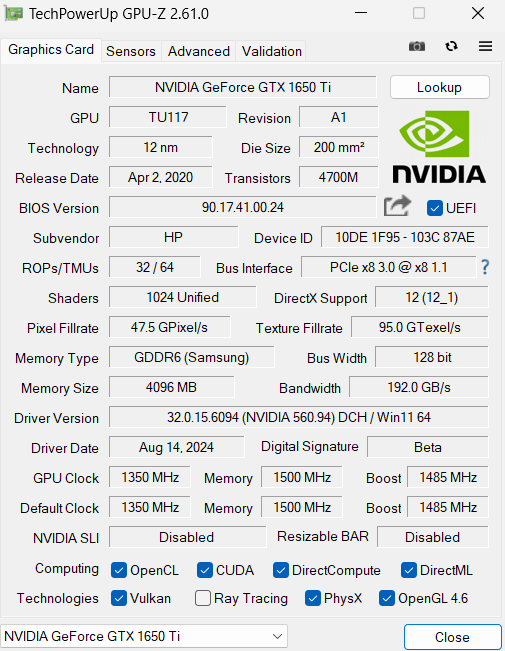 TechPowerUp GPU-Z 2.61.0
Graphics Card Sensors Advanced Validation
Name NVIDIA GeForce GTX 1650 Ti Lookup
GPU TU117 Revision A1
Technology 12 nm Die Size 200 mm²
Release Date Apr 2, 2020 Transistors 4700M
NVIDIA
BIOS Version 90.17.41.00.24 UEFI
Subvendor HP Device ID 10DE 1F95 - 103C 87AE
ROPs/TMUs 32 / 64 Bus Interface PCIe x8 3.0 @ x8 1.1 ?
Shaders 1024 Unified DirectX Support 12 (12_1)
Pixel Fillrate 47.5 GPixel/s Texture Fillrate 95.0 GTexel/s
Memory Type GDDR6 (Samsung) Bus Width 128 bit
Memory Size 4096 MB Bandwidth 192.0 GB/s
Driver Version 32.0.15.6094 (NVIDIA 560.94) DCH / Win11 64
Driver Date Aug 14, 2024 Digital Signature Beta
GPU Clock 1350 MHz Memory 1500 MHz Boost 1485 MHz
Default Clock 1350 MHz Memory 1500 MHz Boost 1485 MHz
NVIDIA SLI Disabled Resizable BAR Disabled
Computing OpenCL CUDA DirectCompute DirectML
Technologies Vulkan Ray Tracing PhysX OpenGL 4.6
NVIDIA GeForce GTX 1650 Ti Close